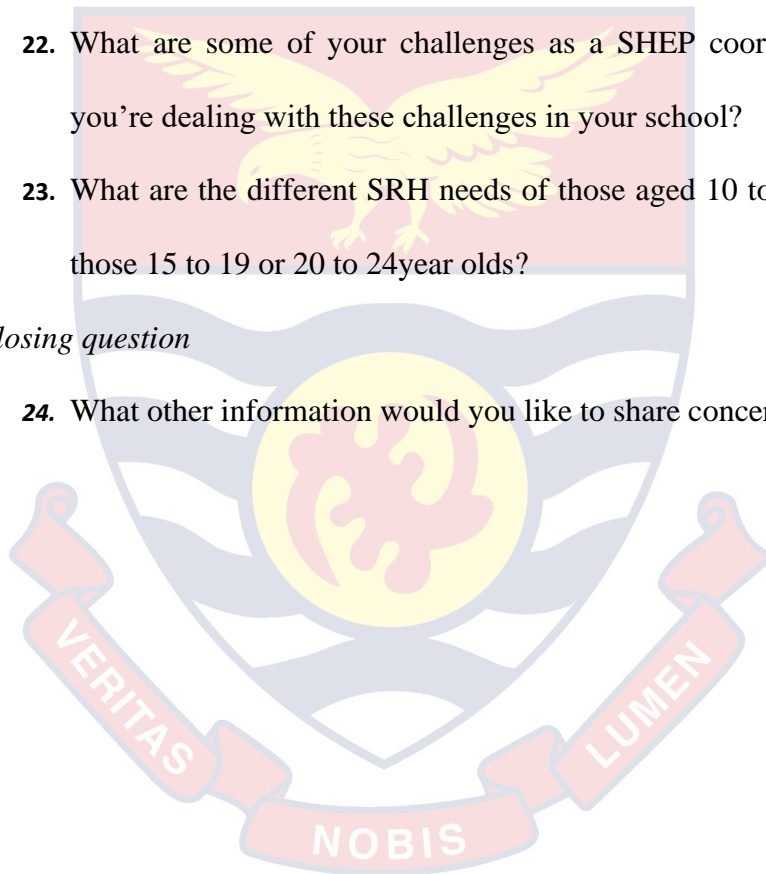 22. What are some of your challenges as a SHEP coor
you’re dealing with these challenges in your school?
23. What are the different SRH needs of those aged 10 to
those 15 to 19 or 20 to 24year olds?
losing question
24. What other information would you like to share concer
VERITAS
NOBIS
LUMEN